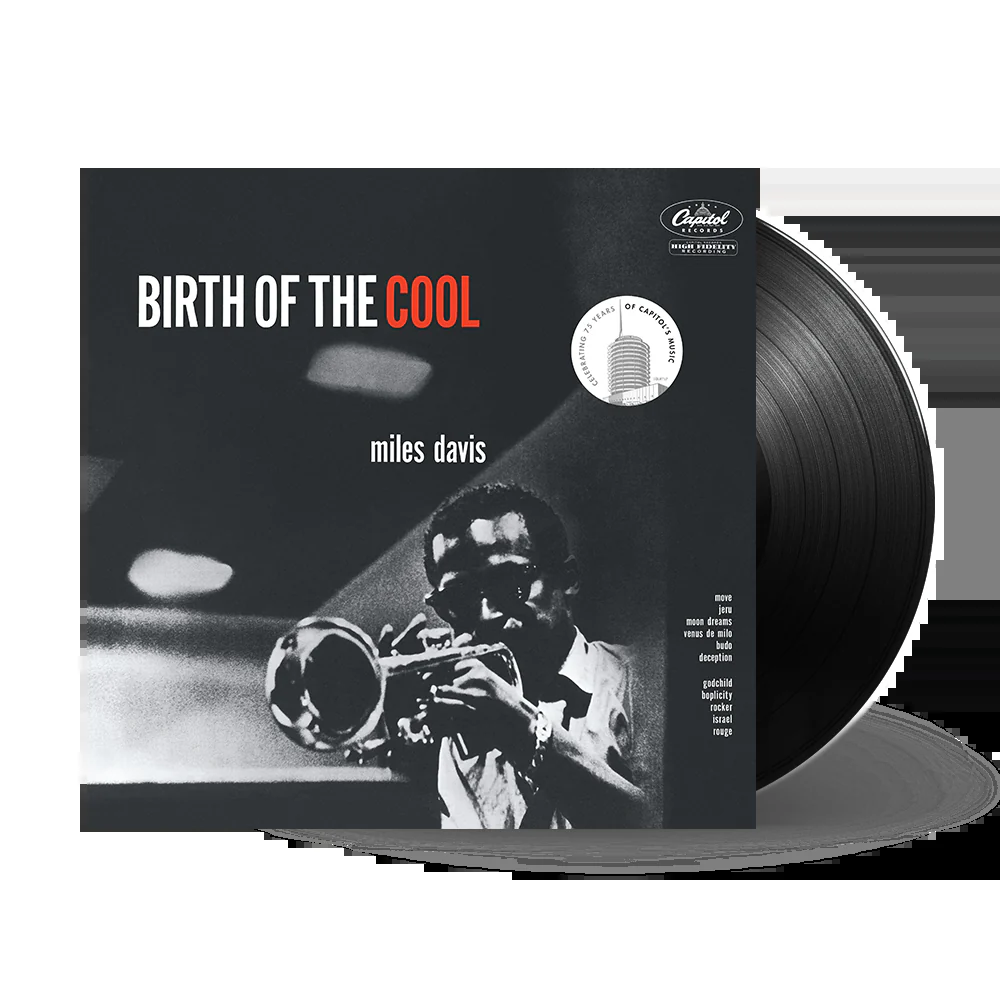 Capitol
RECORDS
HIGH FIDELITY
RECORDING
BIRTH OF THE COOL
CELEBRATING 75 YEARS OF CAPITOL'S MUSIC
miles davis
move
jeru
moon dreams
venus de milo
budo
deception
godchild
boplicity
rocker
israel
rouge